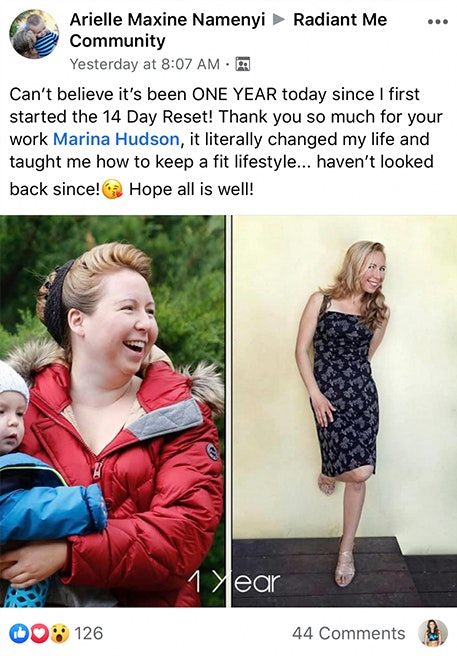 Arielle Maxine Namenyi ▶ Radiant Me
Community
Yesterday at 8:07 AM ·
Can’t believe it’s been ONE YEAR today since I first
started the 14 Day Reset! Thank you so much for your
work Marina Hudson, it literally changed my life and
taught me how to keep a fit lifestyle... haven’t looked
back since!😘 Hope all is well!
1 Year
126
44 Comments